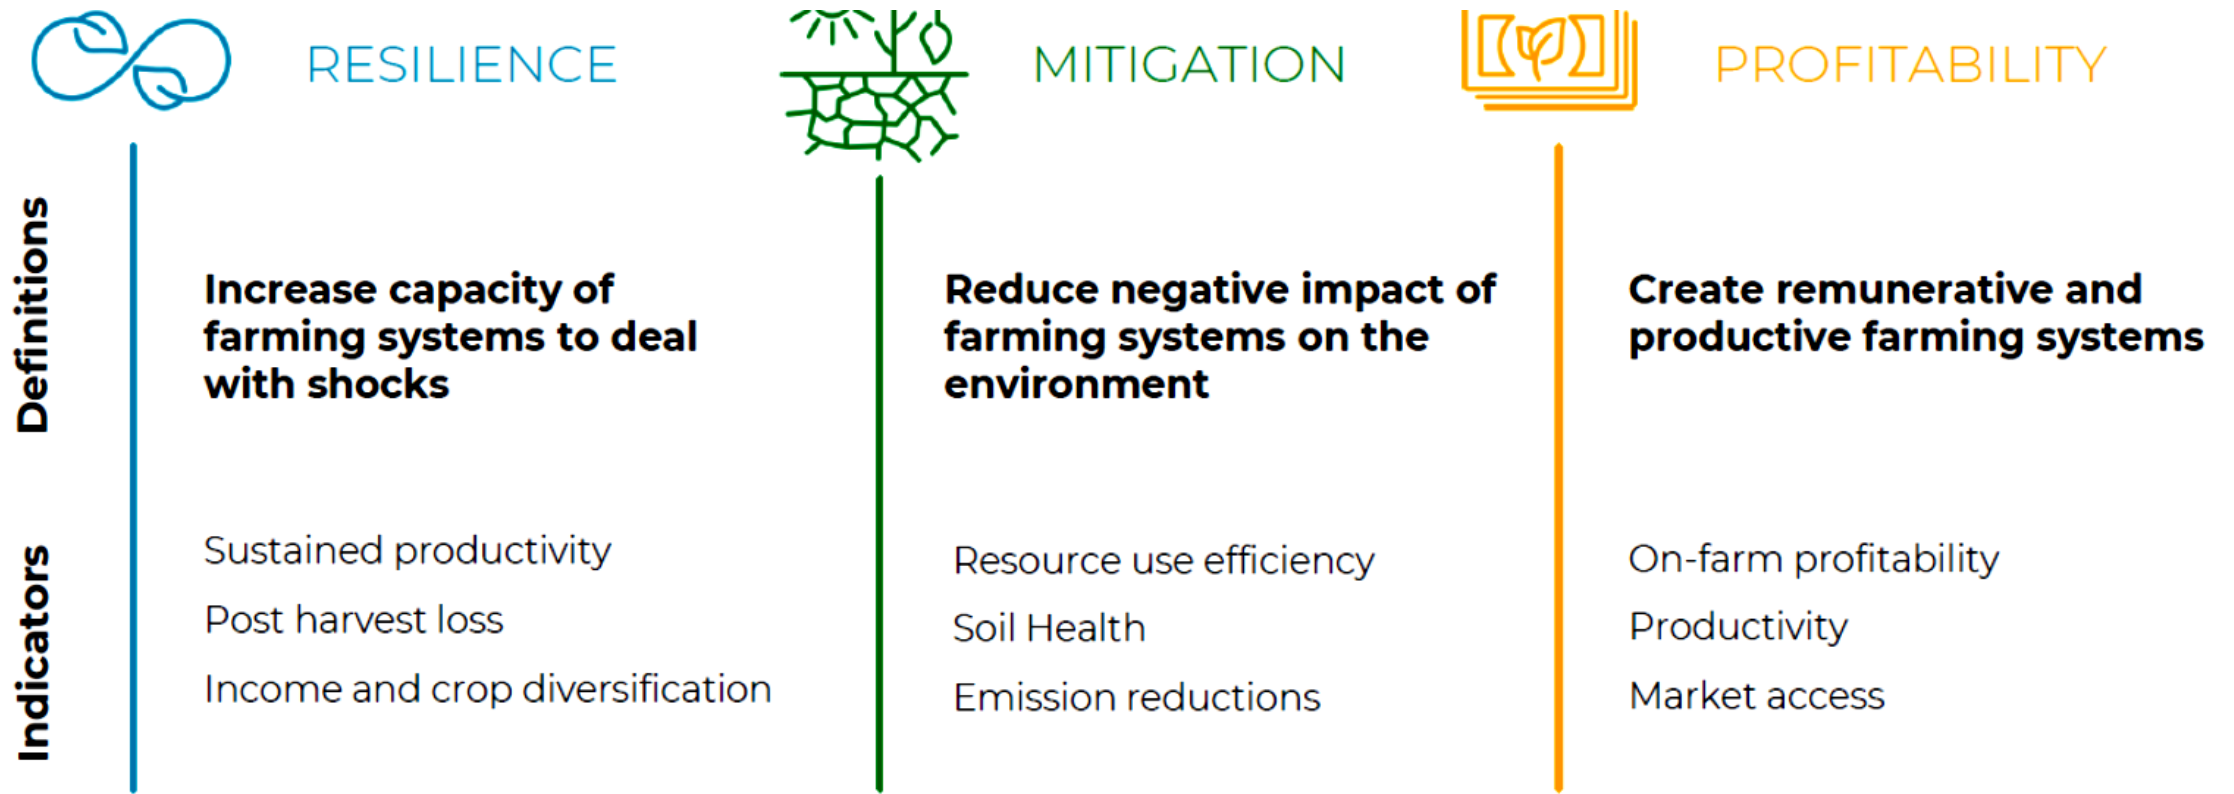 RESILIENCE
MITIGATION
PROFITABILITY
Definitions
Increase capacity of
farming systems to deal
with shocks
Reduce negative impact of
farming systems on the
environment
Create remunerative and
productive farming systems
Indicators
Sustained productivity
Post harvest loss
Income and crop diversification
Resource use efficiency
Soil Health
Emission reductions
On-farm profitability
Productivity
Market access